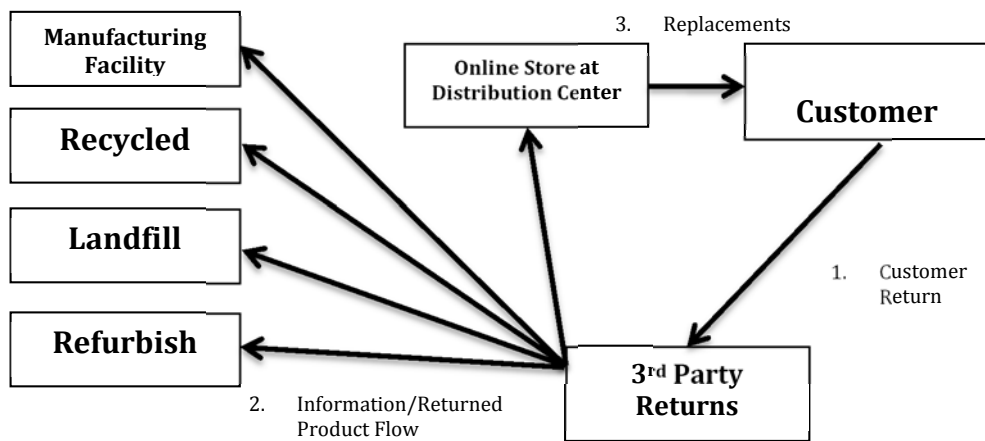 3. Replacements
Manufacturing
Facility
Online Store at
Distribution Center
Customer
Recycled
Landfill
1. Customer
Return
Refurbish
3rd Party
Returns
2. Information/Returned
Product Flow